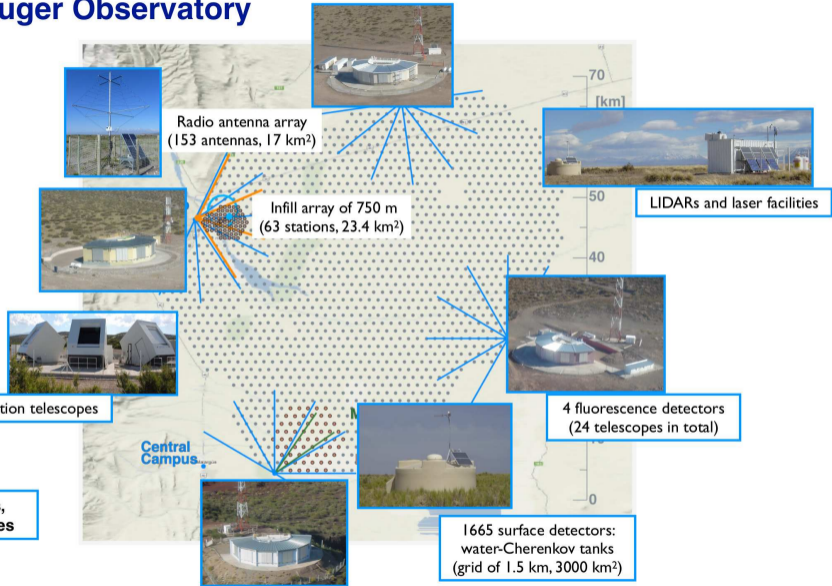 uger Observatory
70
[km]
Radio antenna array
(153 antennas, 17 km²)
LIDARs and laser facilities
50
Infill array of 750 m
(63 stations, 23.4 km²)
40
tion telescopes
4 fluorescence detectors
(24 telescopes in total)
Central
Campus
0
es
1665 surface detectors:
water-Cherenkov tanks
(grid of 1.5 km, 3000 km²)